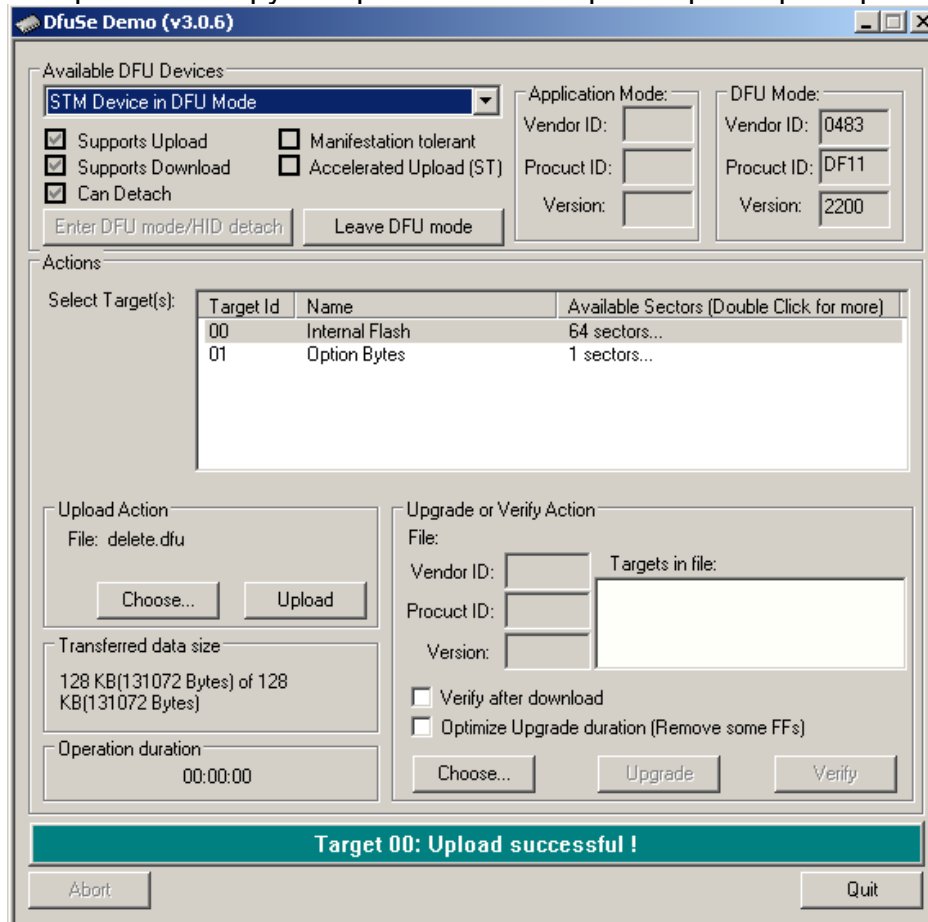 DfuSe Demo (v3.0.6)
Available DFU Devices
STM Device in DFU Mode
Supports Upload
Manifestation tolerant
Supports Download
Accelerated Upload (ST)
Can Detach
Enter DFU mode/HID detach
Leave DFU mode
Application Mode:
Vendor ID:
Procuct ID:
Version:
DFU Mode:
Vendor ID: 0483
Procuct ID: DF11
Version: 2200
Actions
Select Target(s):
Target Id Name Available Sectors (Double Click for more)
00 Internal Flash 64 sectors...
01 Option Bytes 1 sectors...
Upload Action
File: delete.dfu
Choose... Upload
Transferred data size
128 KB(131072 Bytes) of 128
KB(131072 Bytes)
Operation duration
00:00:00
Upgrade or Verify Action
File:
Vendor ID:
Procuct ID:
Version:
Targets in file:
Verify after download
Optimize Upgrade duration (Remove some FFs)
Choose... Upgrade Verify
Target 00: Upload successful !
Abort Quit